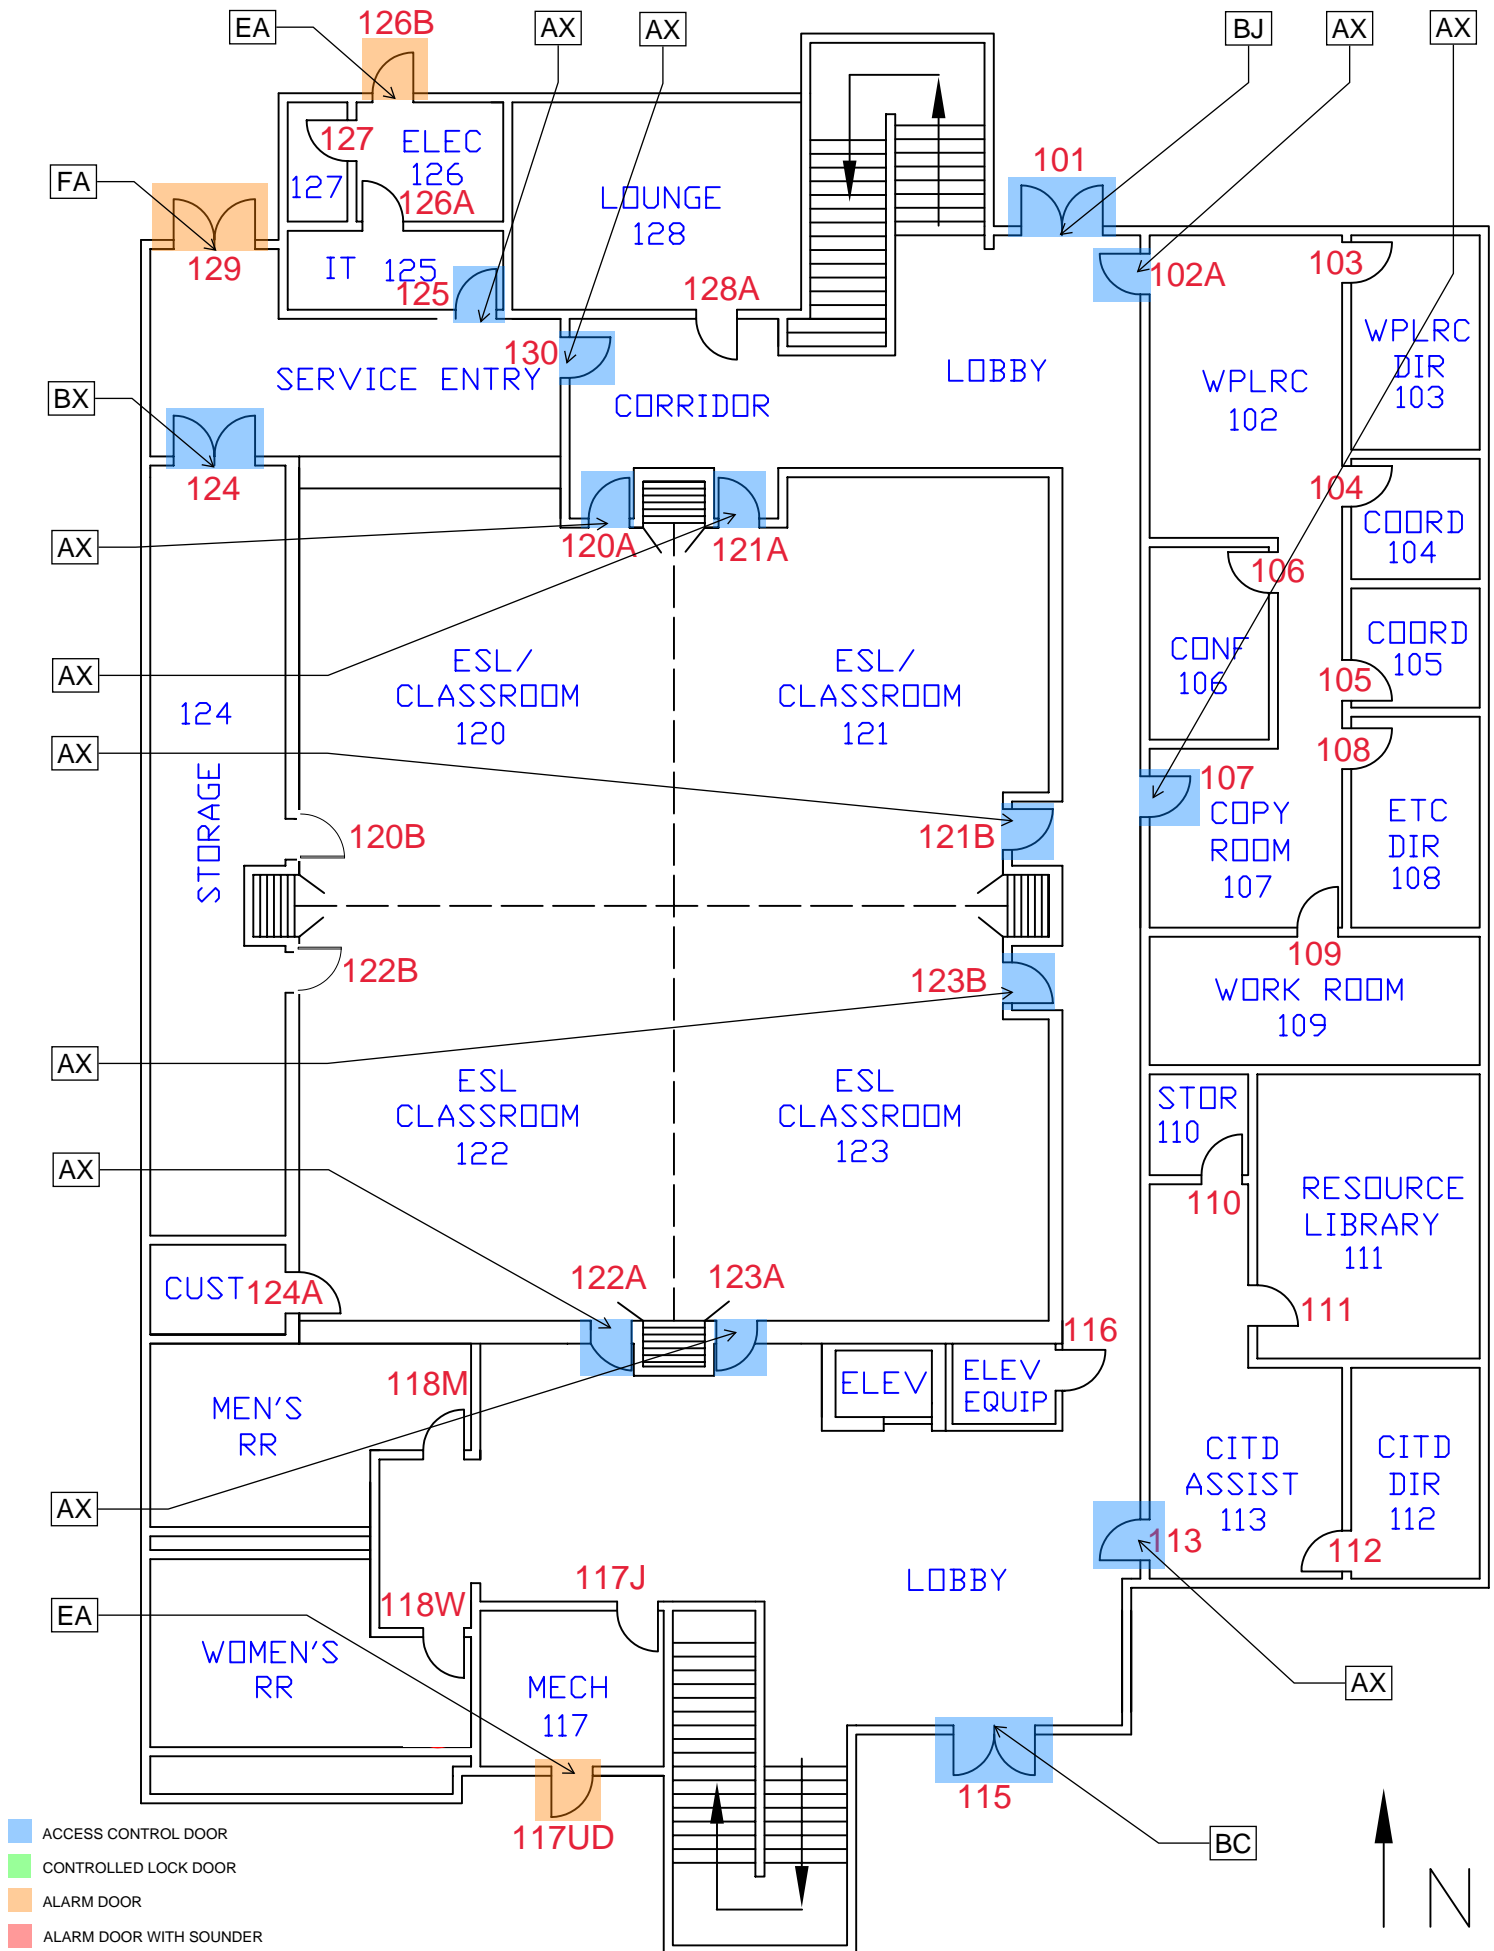 EA
126B
AX
AX
BJ
AX
AX
127
ELEC
126
127
126A
FA
129
LOUNGE
128
101
IT 125
125
128A
102A
103
130
SERVICE ENTRY
CORRIDOR
LOBBY
WPLRC
102
WPLRC
DIR
103
BX
124
104
COORD
104
AX
120A
121A
106
CONF
106
COORD
105
105
AX
ESL/
CLASSROOM
120
ESL/
CLASSROOM
121
124
STORAGE
AX
108
107
COPY
ROOM
107
ETC
DIR
108
120B
121B
122B
123B
109
WORK ROOM
109
AX
ESL
CLASSROOM
122
ESL
CLASSROOM
123
STOR
110
110
AX
RESOURCE
LIBRARY
111
CUST
124A
122A
123A
111
116
118M
ELEV
ELEV
EQUIP
MEN'S
RR
CITD
ASSIST
113
CITD
DIR
112
AX
113
112
117J
LOBBY
EA
118W
WOMEN'S
RR
MECH
117
AX
115
117UD
BC
ACCESS CONTROL DOOR
CONTROLLED LOCK DOOR
ALARM DOOR
ALARM DOOR WITH SOUNDER
N